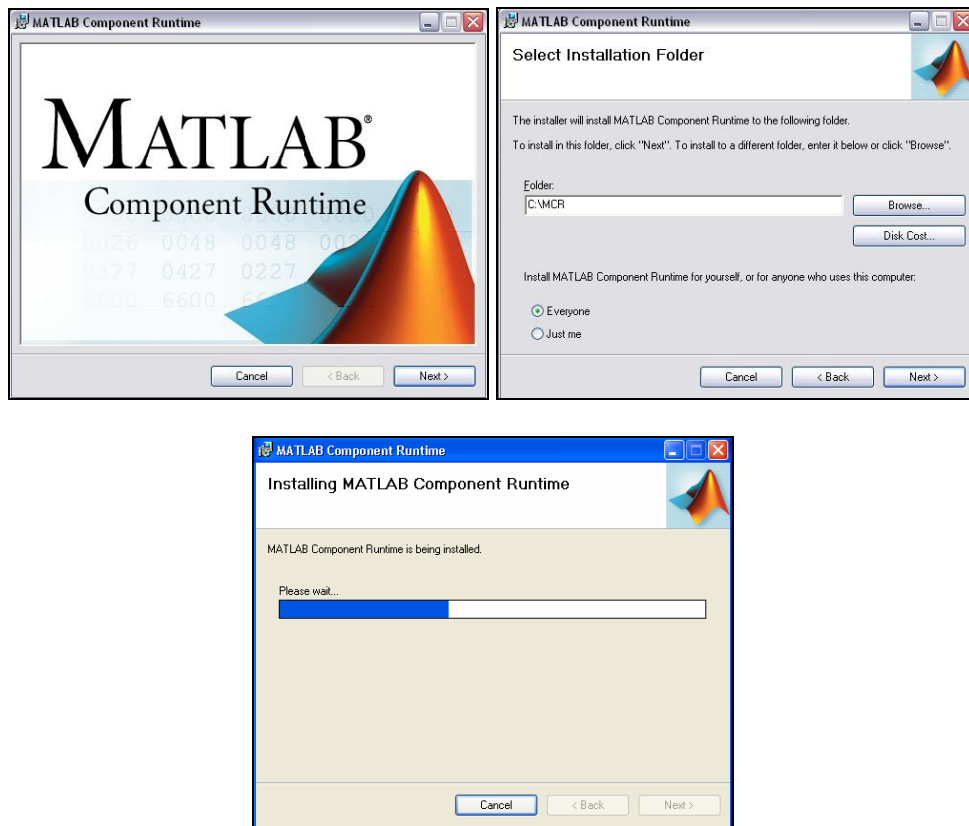 MATLAB Component Runtime
MATLAB®
Component Runtime
0026 0048 0048
0427 0227
6600 6600
Cancel
< Back
Next >
MATLAB Component Runtime
Select Installation Folder
The installer will install MATLAB Component Runtime to the following folder.
To install in this folder, click "Next". To install to a different folder, enter it below or click "Browse".
Folder:
C:\MCR
Browse...
Disk Cost...
Install MATLAB Component Runtime for yourself, or for anyone who uses this computer:
Everyone
Just me
Cancel
< Back
Next >
MATLAB Component Runtime
Installing MATLAB Component Runtime
MATLAB Component Runtime is being installed.
Please wait...
Cancel
< Back
Next >